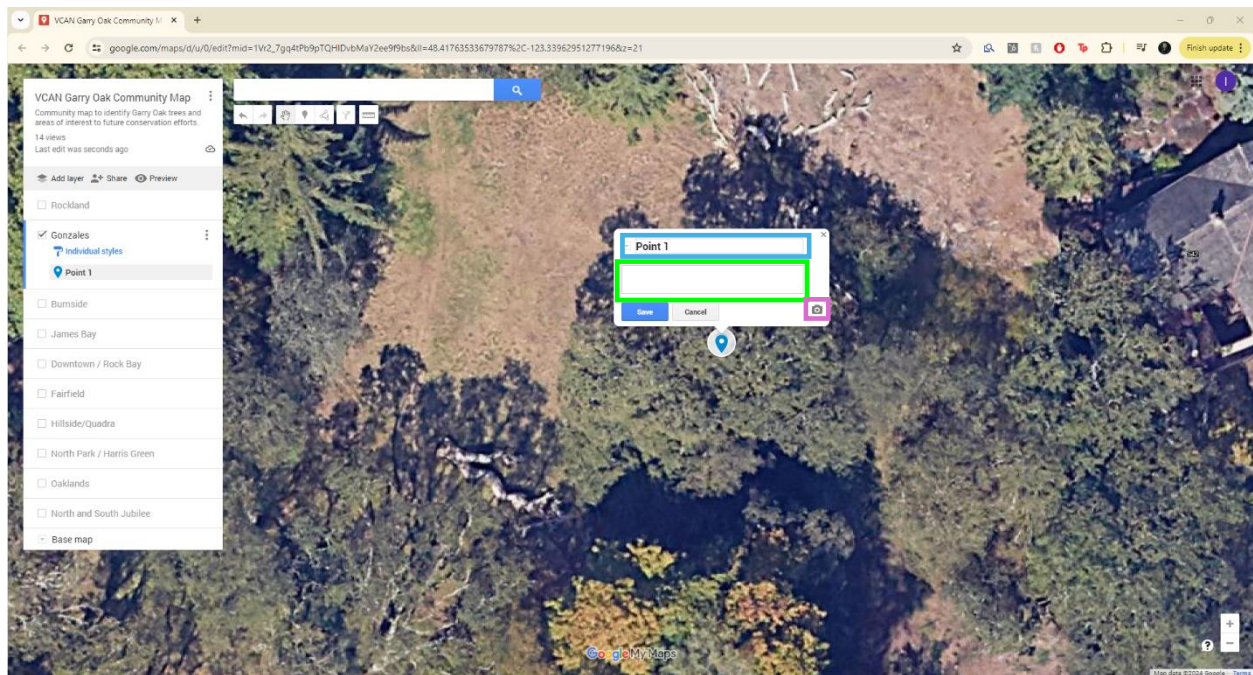 VCAN Garry Oak Community M
google.com/maps/d/u/0/edit?mid=1Vr2_7gq4tPb9pTQHIDvbMaY2ee9f9bs&ll=48.41763533679787%2C-123.33962951277196&z=21
Finish update
VCAN Garry Oak Community Map
Community map to identify Garry Oak trees and
areas of interest to future conservation efforts.
14 views
Last edit was seconds ago
Add layer Share Preview
Rockland
Gonzales
Individual styles
Point 1
Burnside
James Bay
Downtown / Rock Bay
Fairfield
Hillside/Quadra
North Park / Harris Green
Oaklands
North and South Jubilee
Base map
Point 1
Save Cancel
Google My Maps
Map data ©2024 Google Terms